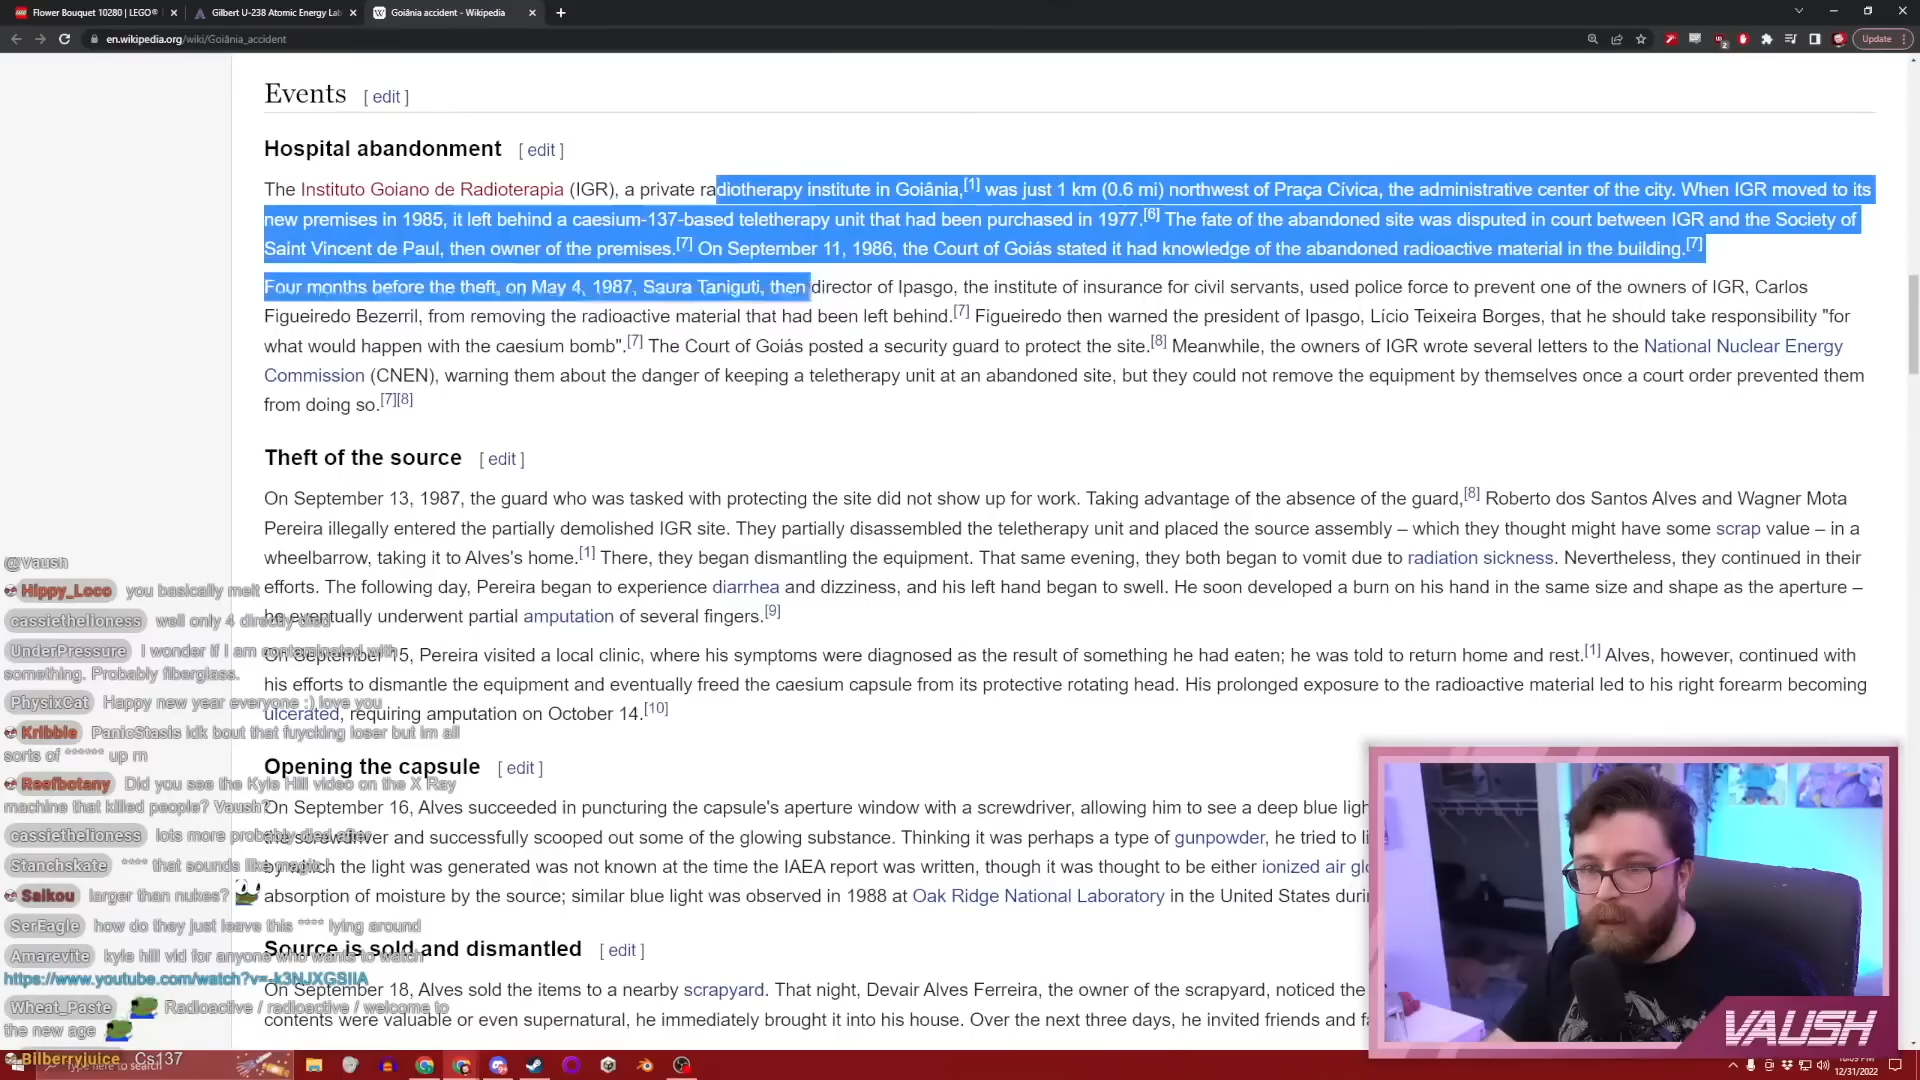 Flower Bouquet 10280 | LEGO®
Gilbert U-238 Atomic Energy Lab
Goiânia accident - Wikipedia
en.wikipedia.org/wiki/Goiânia_accident
Update
Events [ edit ]
Hospital abandonment [ edit ]
The Instituto Goiano de Radioterapia (IGR), a private radiotherapy institute in Goiânia,[1] was just 1 km (0.6 mi) northwest of Praça Cívica, the administrative center of the city. When IGR moved to its
new premises in 1985, it left behind a caesium-137-based teletherapy unit that had been purchased in 1977.[6] The fate of the abandoned site was disputed in court between IGR and the Society of
Saint Vincent de Paul, then owner of the premises.[7] On September 11, 1986, the Court of Goiás stated it had knowledge of the abandoned radioactive material in the building.[7]
Four months before the theft, on May 4, 1987, Saura Taniguti, then director of Ipasgo, the institute of insurance for civil servants, used police force to prevent one of the owners of IGR, Carlos
Figueiredo Bezerril, from removing the radioactive material that had been left behind.[7] Figueiredo then warned the president of Ipasgo, Lício Teixeira Borges, that he should take responsibility "for
what would happen with the caesium bomb".[7] The Court of Goiás posted a security guard to protect the site.[8] Meanwhile, the owners of IGR wrote several letters to the National Nuclear Energy
Commission (CNEN), warning them about the danger of keeping a teletherapy unit at an abandoned site, but they could not remove the equipment by themselves once a court order prevented them
from doing so.[7][8]
Theft of the source [ edit ]
On September 13, 1987, the guard who was tasked with protecting the site did not show up for work. Taking advantage of the absence of the guard,[8] Roberto dos Santos Alves and Wagner Mota
Pereira illegally entered the partially demolished IGR site. They partially disassembled the teletherapy unit and placed the source assembly – which they thought might have some scrap value – in a
wheelbarrow, taking it to Alves's home.[1] There, they began dismantling the equipment. That same evening, they both began to vomit due to radiation sickness. Nevertheless, they continued in their
efforts. The following day, Pereira began to experience diarrhea and dizziness, and his left hand began to swell. He soon developed a burn on his hand in the same size and shape as the aperture –
he eventually underwent partial amputation of several fingers.[9]
On September 15, Pereira visited a local clinic, where his symptoms were diagnosed as the result of something he had eaten; he was told to return home and rest.[1] Alves, however, continued with
his efforts to dismantle the equipment and eventually freed the caesium capsule from its protective rotating head. His prolonged exposure to the radioactive material led to his right forearm becoming
ulcerated, requiring amputation on October 14.[10]
Opening the capsule [ edit ]
On September 16, Alves succeeded in puncturing the capsule's aperture window with a screwdriver, allowing him to see a deep blue ligh
the screwdriver and successfully scooped out some of the glowing substance. Thinking it was perhaps a type of gunpowder, he tried to li
by which the light was generated was not known at the time the IAEA report was written, though it was thought to be either ionized air glo
absorption of moisture by the source; similar blue light was observed in 1988 at Oak Ridge National Laboratory in the United States duri
Source is sold and dismantled [ edit ]
On September 18, Alves sold the items to a nearby scrapyard. That night, Devair Alves Ferreira, the owner of the scrapyard, noticed the
contents were valuable or even supernatural, he immediately brought it into his house. Over the next three days, he invited friends and fa
@Vaush
Hippy_Loco you basically melt
cassiethelioness well only 4 directly died
UnderPressure I wonder if I am contaminated with
something. Probably fiberglass.
PhysixCat Happy new year everyone :) love you
Kribble PanicStasis idk bout that fuycking loser but im all
sorts of ****** up rn
Reefbotany Did you see the Kyle Hill video on the X Ray
machine that killed people? Vaush?
cassiethelioness lots more probably died after
Stanchskate **** that sounds like magic!
Saikou larger than nukes?
SerEagle how do they just leave this **** lying around
Amarevite kyle hill vid for anyone who wants to watch
https://www.youtube.com/watch?v=-k3NJXGSIIA
Wheat_Paste Radioactive / radioactive / welcome to
the new age
Bilberryjuice Cs137
Type here to search
VAUSH
12/31/2022